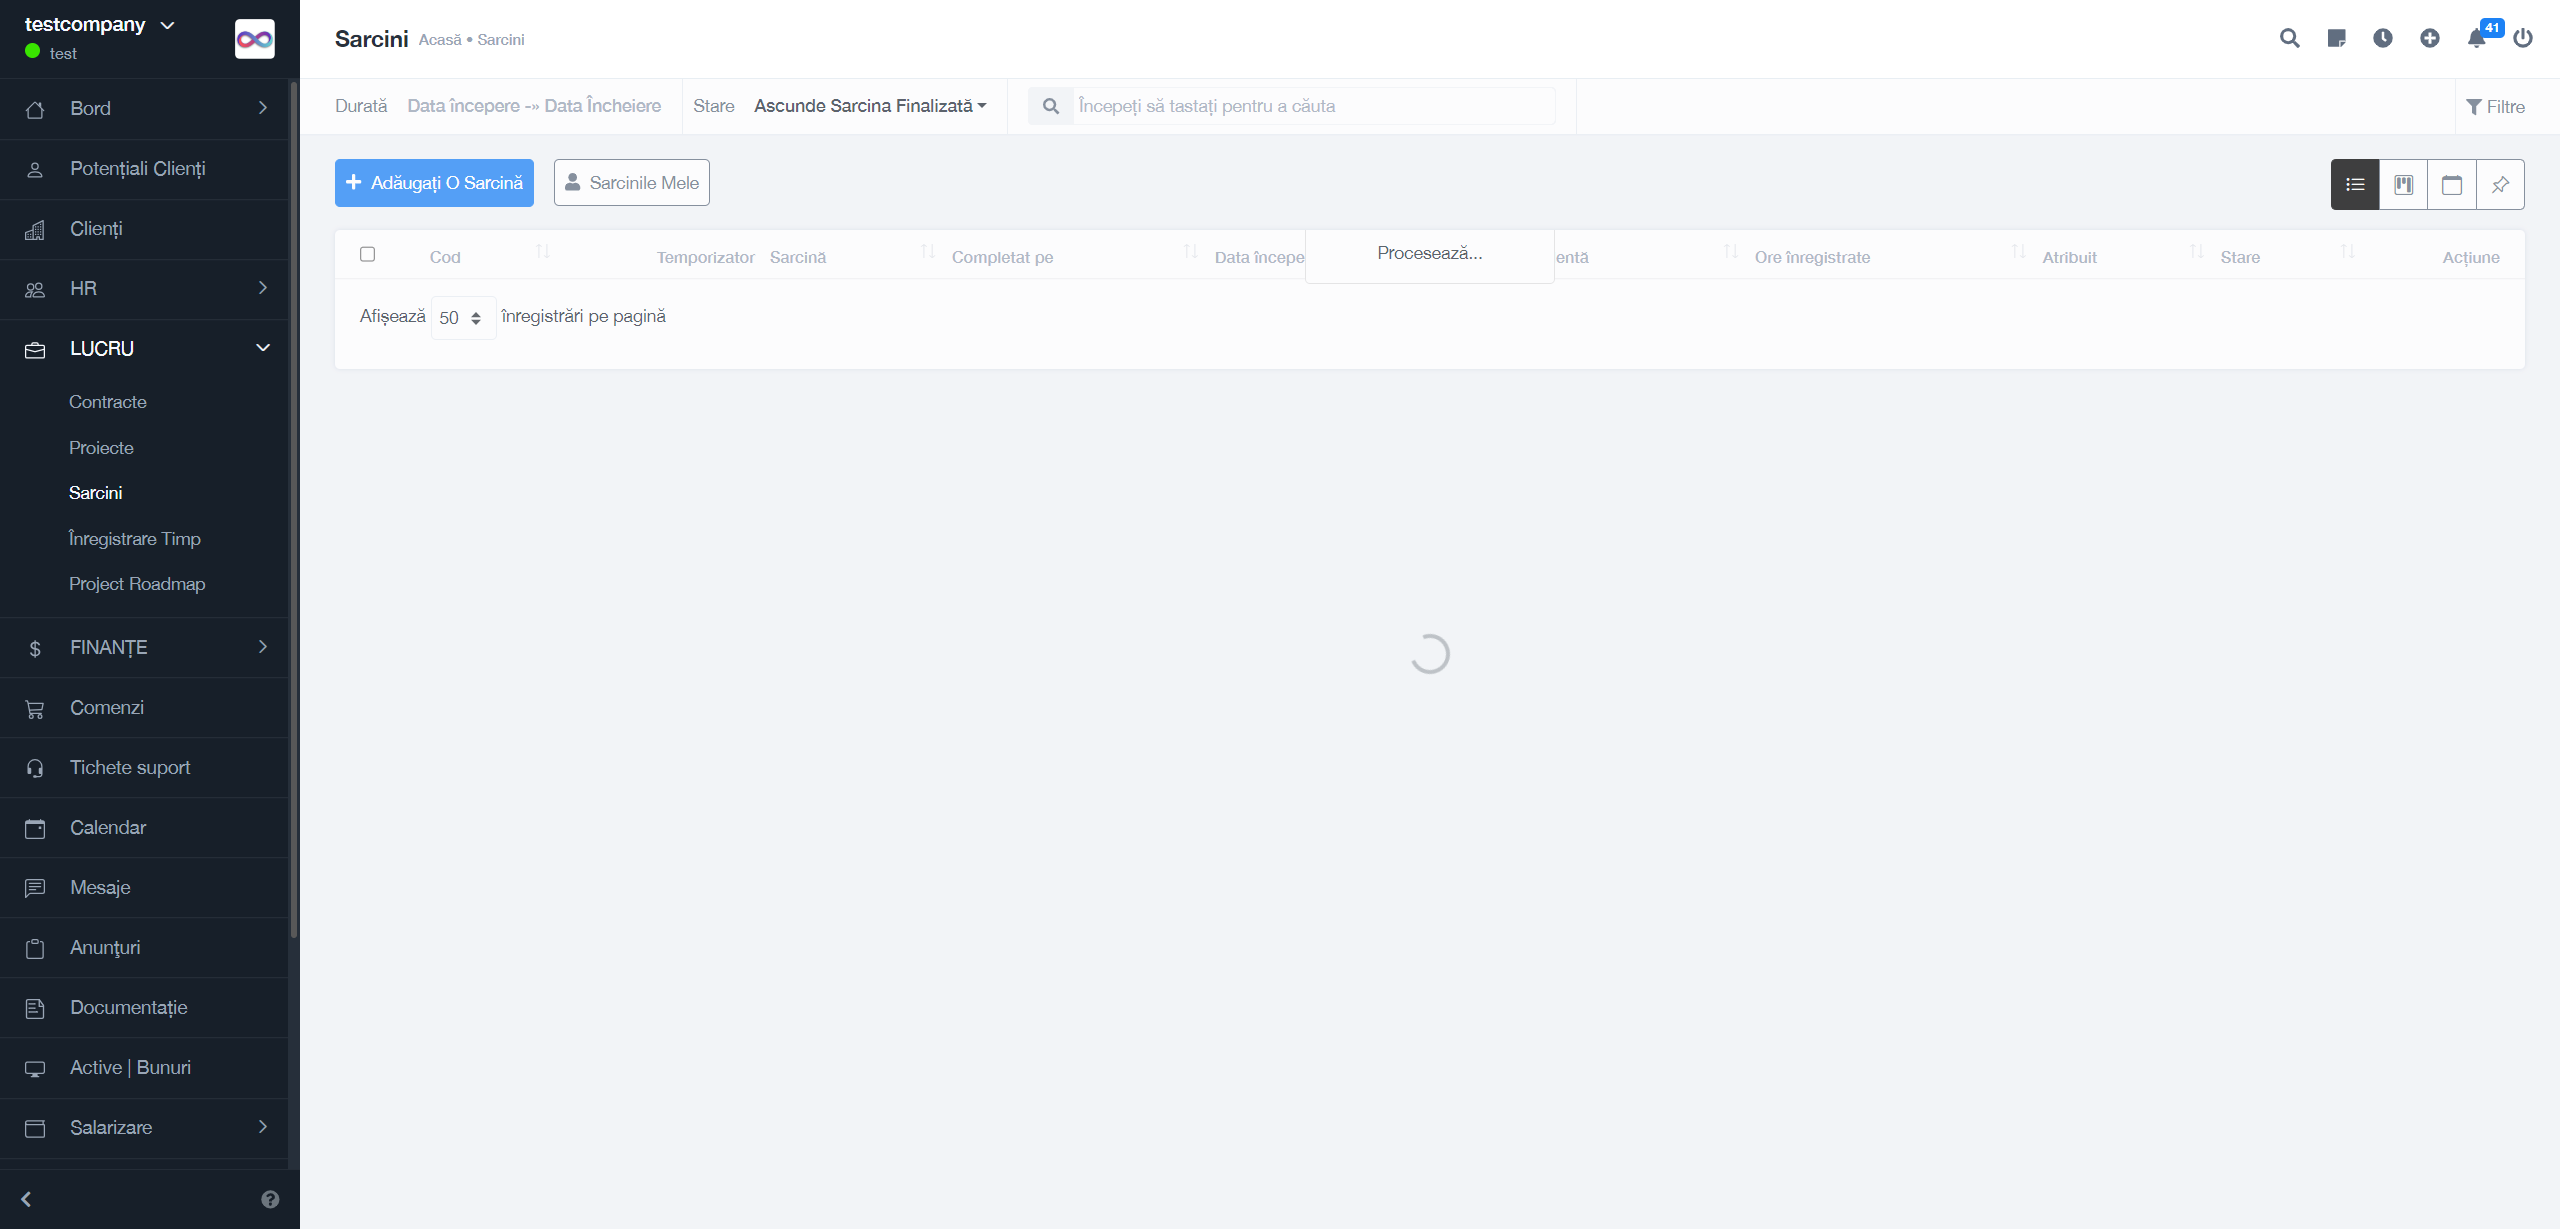 testcompany
test
Bord
Potențiali Clienți
Clienți
HR
LUCRU
Contracte
Proiecte
Sarcini
Înregistrare Timp
Project Roadmap
FINANȚE
Comenzi
Tichete suport
Calendar
Mesaje
Anunţuri
Documentație
Active | Bunuri
Salarizare
Sarcini Acasă • Sarcini
41
Durată Data începere -» Data Încheiere Stare Ascunde Sarcina Finalizată Începeți să tastați pentru a căuta Filtre
Adăugați O Sarcină Sarcinile Mele
Cod Temporizator Sarcină Completat pe Data începe Procesează... entă Ore înregistrate Atribuit Stare Acțiune
Afișează 50 înregistrări pe pagină